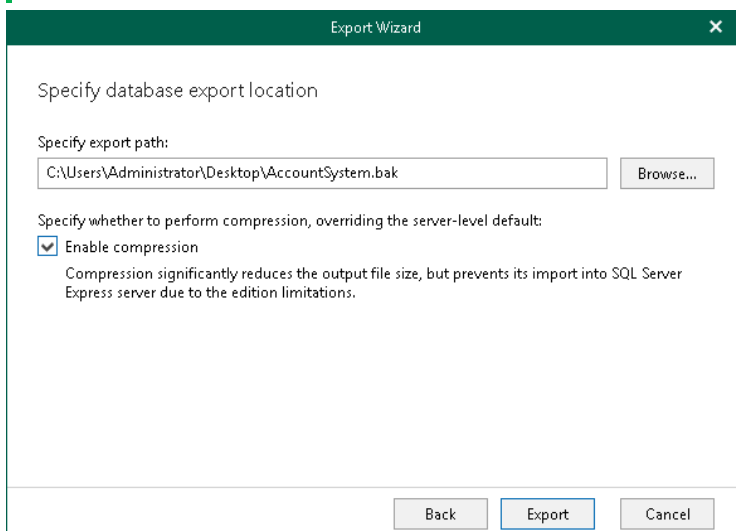 Export Wizard
Specify database export location
Specify export path:
C:\Users\Administrator\Desktop\AccountSystem.bak
Browse...
Specify whether to perform compression, overriding the server-level default:
Enable compression
Compression significantly reduces the output file size, but prevents its import into SQL Server
Express server due to the edition limitations.
Back Export Cancel